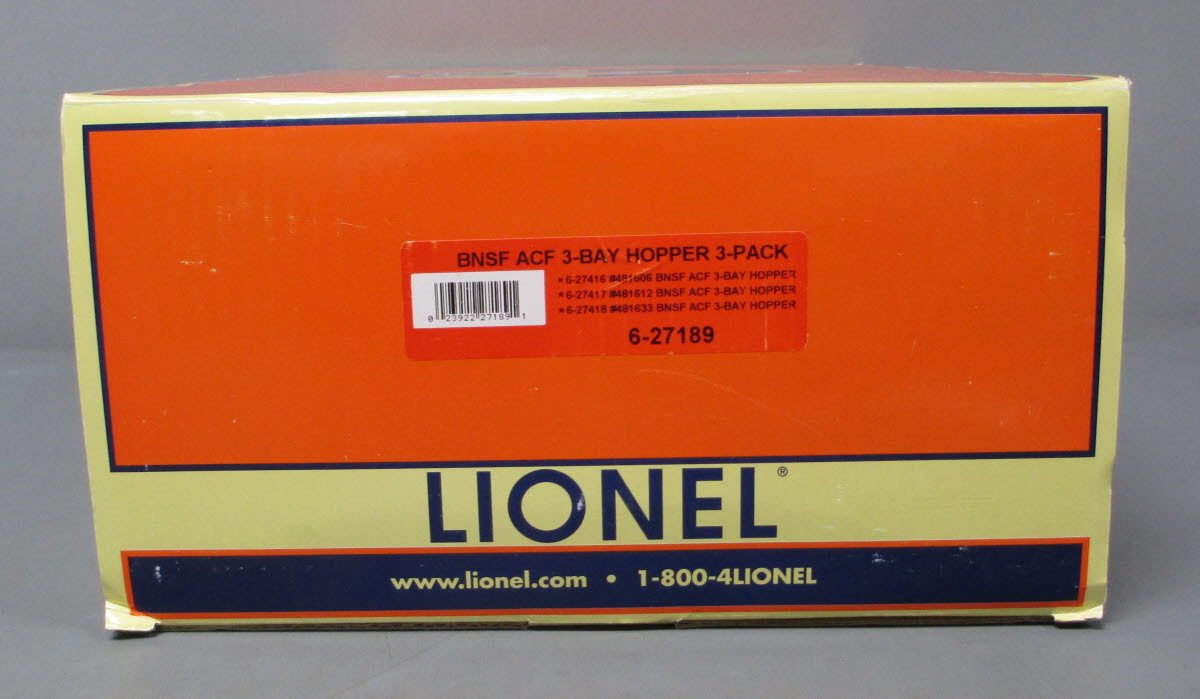 BNSF ACF 3-BAY HOPPER 3-PACK
★6-27416 #481606 BNSF ACF 3-BAY HOPPER
★6-27417 #481612 BNSF ACF 3-BAY HOPPER
★6-27418 #481633 BNSF ACF 3-BAY HOPPER
0 23922 27189 1
6-27189
LIONEL®
www.lionel.com • 1-800-4LIONEL